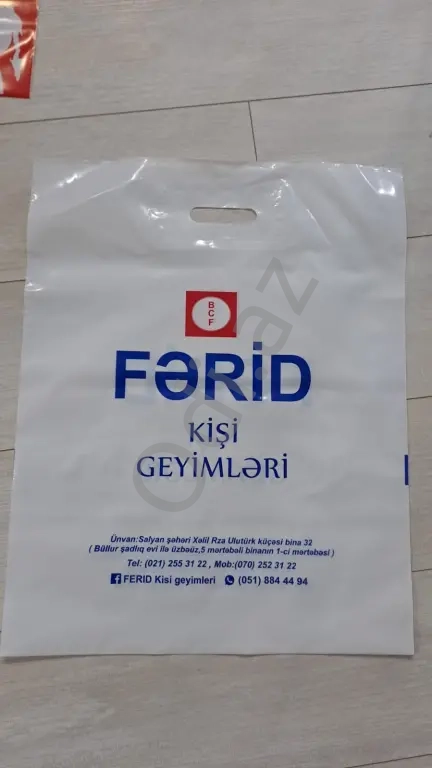 B
C
F
FƏRİD
KİŞİ
GEYİMLƏRİ
Ünvan:Salyan şəhəri Xəlil Rza Ulutürk küçəsi bina 32
( Büllur şadlıq evi ilə üzbəüz,5 mərtəbəli binanın 1-ci mərtəbəsi )
Tel: (021) 255 31 22 , Mob:(070) 252 31 22
FERID Kisi geyimleri (051) 884 44 94